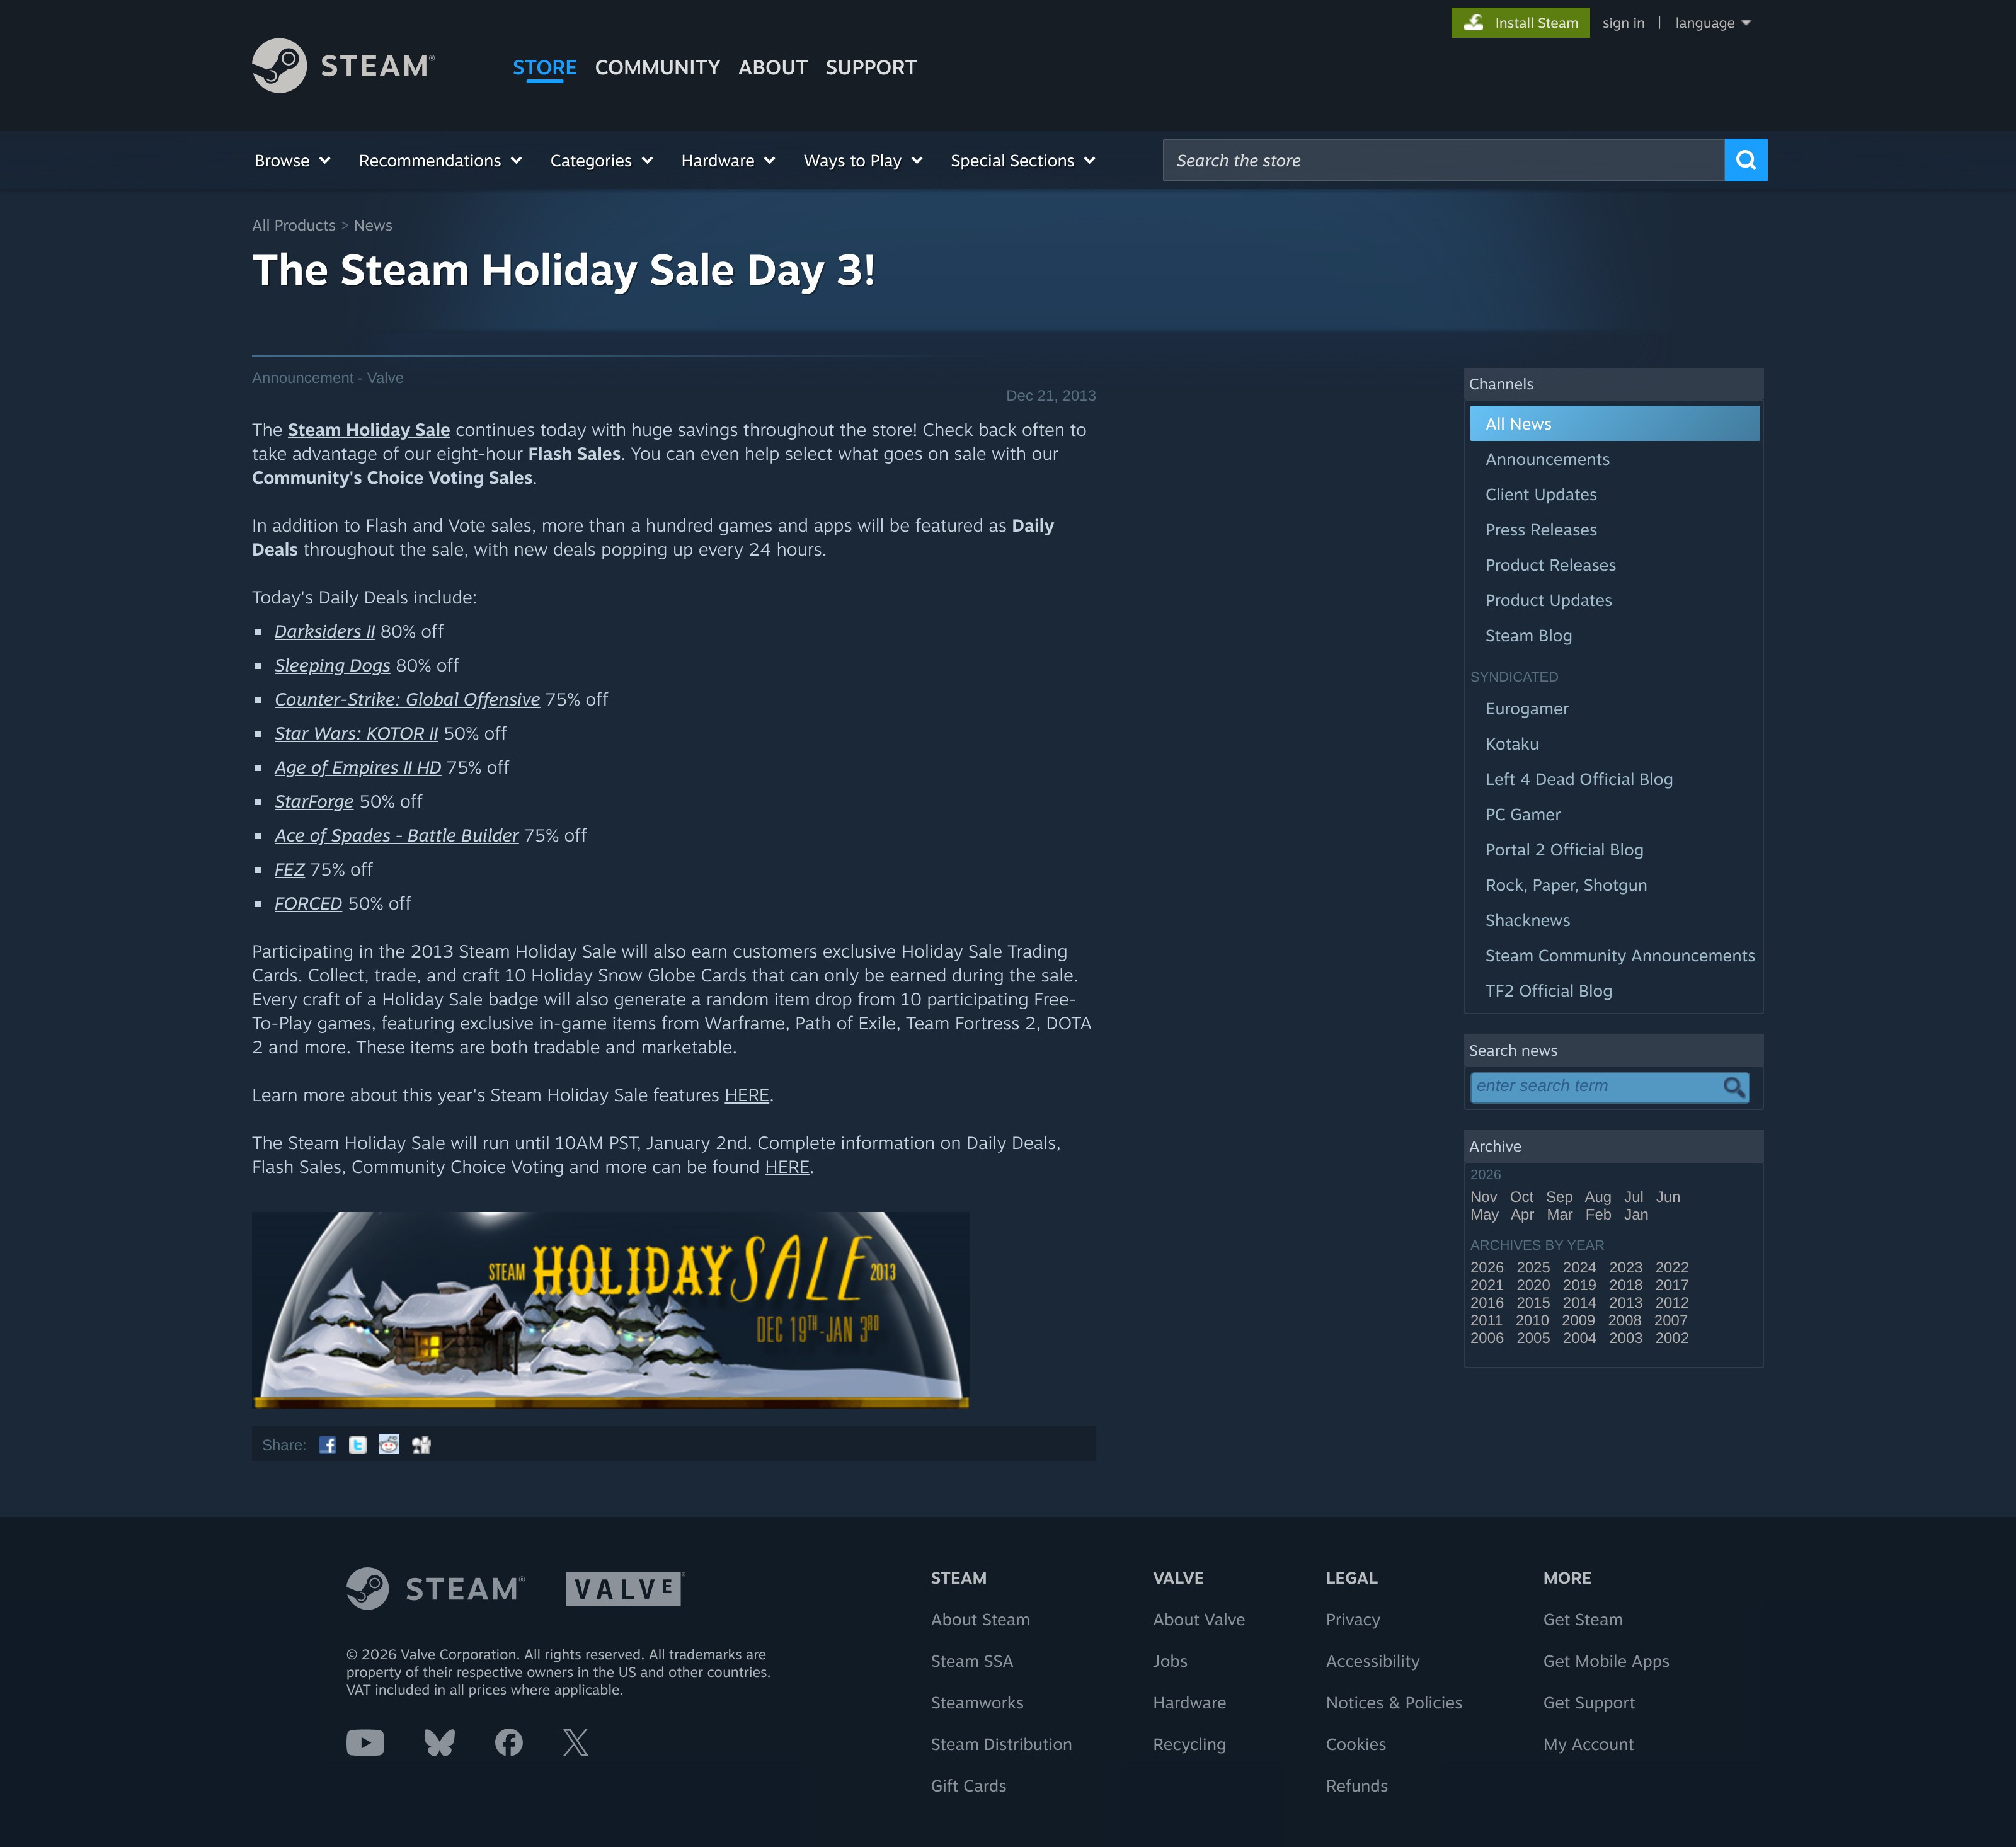 Install Steam
sign in | language
STEAM®
STORE COMMUNITY ABOUT SUPPORT
Browse Recommendations Categories Hardware Ways to Play Special Sections
Search the store
All Products > News
The Steam Holiday Sale Day 3!
Announcement - Valve
Dec 21, 2013
The Steam Holiday Sale continues today with huge savings throughout the store! Check back often to
take advantage of our eight-hour Flash Sales. You can even help select what goes on sale with our
Community's Choice Voting Sales.
In addition to Flash and Vote sales, more than a hundred games and apps will be featured as Daily
Deals throughout the sale, with new deals popping up every 24 hours.
Today's Daily Deals include:
Darksiders II 80% off
Sleeping Dogs 80% off
Counter-Strike: Global Offensive 75% off
Star Wars: KOTOR II 50% off
Age of Empires II HD 75% off
StarForge 50% off
Ace of Spades - Battle Builder 75% off
FEZ 75% off
FORCED 50% off
Participating in the 2013 Steam Holiday Sale will also earn customers exclusive Holiday Sale Trading
Cards. Collect, trade, and craft 10 Holiday Snow Globe Cards that can only be earned during the sale.
Every craft of a Holiday Sale badge will also generate a random item drop from 10 participating Free-
To-Play games, featuring exclusive in-game items from Warframe, Path of Exile, Team Fortress 2, DOTA
2 and more. These items are both tradable and marketable.
Learn more about this year's Steam Holiday Sale features HERE.
The Steam Holiday Sale will run until 10AM PST, January 2nd. Complete information on Daily Deals,
Flash Sales, Community Choice Voting and more can be found HERE.
STEAM HOLIDAY SALE 2013
DEC 19TH-JAN 3RD
Share:
Channels
All News
Announcements
Client Updates
Press Releases
Product Releases
Product Updates
Steam Blog
SYNDICATED
Eurogamer
Kotaku
Left 4 Dead Official Blog
PC Gamer
Portal 2 Official Blog
Rock, Paper, Shotgun
Shacknews
Steam Community Announcements
TF2 Official Blog
Search news
enter search term
Archive
2026
Nov Oct Sep Aug Jul Jun
May Apr Mar Feb Jan
ARCHIVES BY YEAR
2026 2025 2024 2023 2022
2021 2020 2019 2018 2017
2016 2015 2014 2013 2012
2011 2010 2009 2008 2007
2006 2005 2004 2003 2002
STEAM® VALVE
© 2026 Valve Corporation. All rights reserved. All trademarks are
property of their respective owners in the US and other countries.
VAT included in all prices where applicable.
STEAM
About Steam
Steam SSA
Steamworks
Steam Distribution
Gift Cards
VALVE
About Valve
Jobs
Hardware
Recycling
LEGAL
Privacy
Accessibility
Notices & Policies
Cookies
Refunds
MORE
Get Steam
Get Mobile Apps
Get Support
My Account